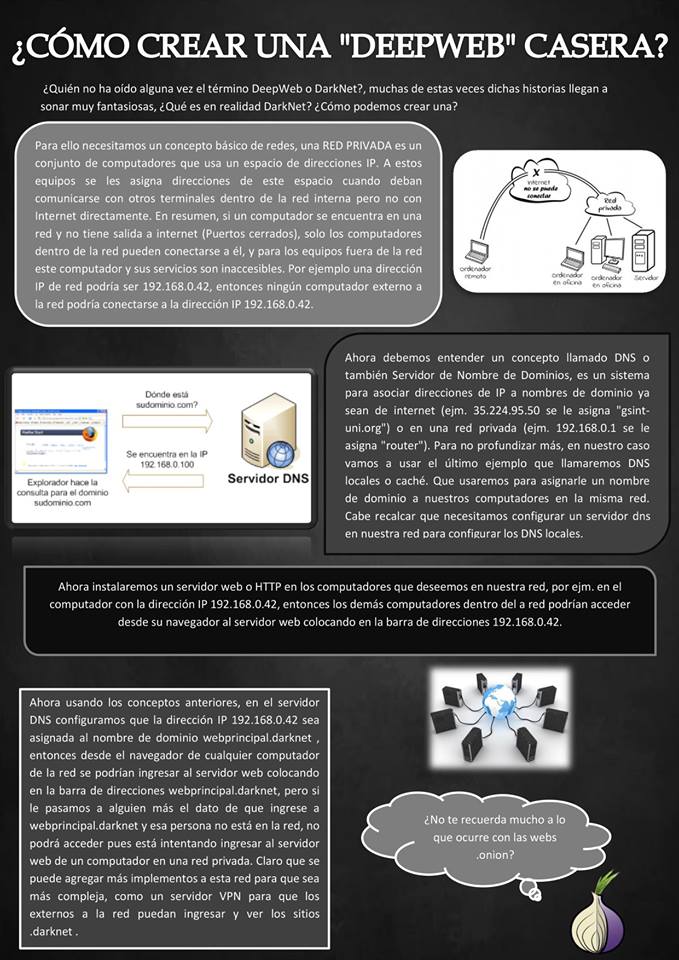 ¿CÓMO CREAR UNA "DEEPWEB" CASERA?
¿Quién no ha oído alguna vez el término DeepWeb o DarkNet?, muchas de estas veces dichas historias llegan a
sonar muy fantasiosas, ¿Qué es en realidad DarkNet? ¿Cómo podemos crear una?
Para ello necesitamos un concepto básico de redes, una RED PRIVADA es un
conjunto de computadores que usa un espacio de direcciones IP. A estos
equipos se les asigna direcciones de este espacio cuando deban
comunicarse con otros terminales dentro de la red interna pero no con
Internet directamente. En resumen, si un computador se encuentra en una
red y no tiene salida a internet (Puertos cerrados), solo los computadores
dentro de la red pueden conectarse a él, y para los equipos fuera de la red
este computador y sus servicios son inaccesibles. Por ejemplo una dirección
IP de red podría ser 192.168.0.42, entonces ningún computador externo a
la red podría conectarse a la dirección IP 192.168.0.42.
X
Internet
no se puede
conectar
Red
privada
ordenador
remoto
ordenador
en oficina
ordenador
en oficina
Servidor
Ahora debemos entender un concepto llamado DNS o
también Servidor de Nombre de Dominios, es un sistema
para asociar direcciones de IP a nombres de dominio ya
sean de internet (ejm. 35.224.95.50 se le asigna "gsint-
uni.org") o en una red privada (ejm. 192.168.0.1 se le
asigna "router"). Para no profundizar más, en nuestro caso
vamos a usar el último ejemplo que llamaremos DNS
locales o caché. Que usaremos para asignarle un nombre
de dominio a nuestros computadores en la misma red.
Cabe recalcar que necesitamos configurar un servidor dns
en nuestra red para configurar los DNS locales.
Dónde está
sudominio.com?
Se encuentra en la IP
192.168.0.100
Servidor DNS
Explorador hace la
consulta para el dominio
sudominio.com
Ahora instalaremos un servidor web o HTTP en los computadores que deseemos en nuestra red, por ejm. en el
computador con la dirección IP 192.168.0.42, entonces los demás computadores dentro del a red podrían acceder
desde su navegador al servidor web colocando en la barra de direcciones 192.168.0.42.
Ahora usando los conceptos anteriores, en el servidor
DNS configuramos que la dirección IP 192.168.0.42 sea
asignada al nombre de dominio webprincipal.darknet ,
entonces desde el navegador de cualquier computador
de la red se podrían ingresar al servidor web colocando
en la barra de direcciones webprincipal.darknet, pero si
le pasamos a alguien más el dato de que ingrese a
webprincipal.darknet y esa persona no está en la red, no
podrá acceder pues está intentando ingresar al servidor
web de un computador en una red privada. Claro que se
puede agregar más implementos a esta red para que sea
más compleja, como un servidor VPN para que los
externos a la red puedan ingresar y ver los sitios
.darknet .
¿No te recuerda mucho a lo
que ocurre con las webs
.onion?